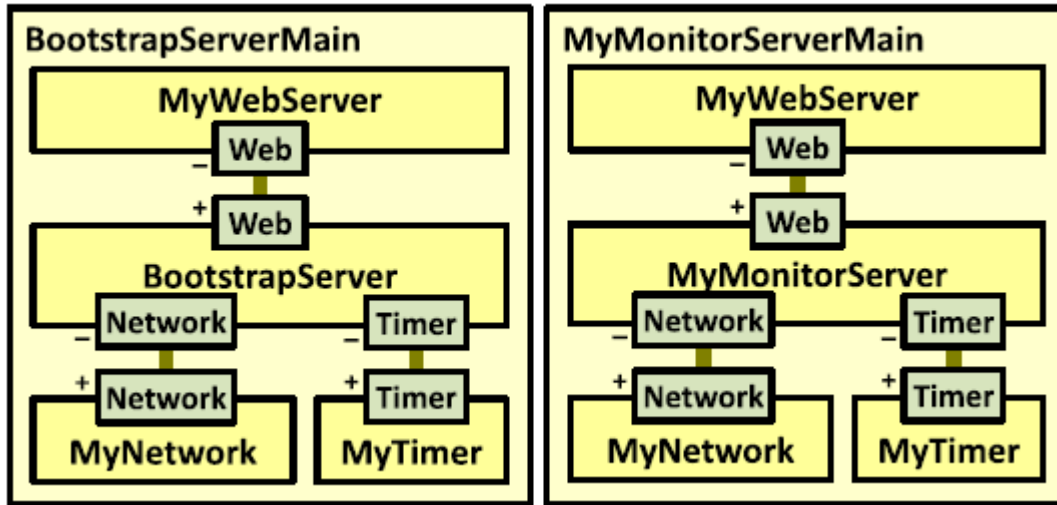 BootstrapServerMain
MyWebServer
– Web
+ Web
BootstrapServer
– Network – Timer
+ Network + Timer
MyNetwork MyTimer
MyMonitorServerMain
MyWebServer
– Web
+ Web
MyMonitorServer
– Network – Timer
+ Network + Timer
MyNetwork MyTimer